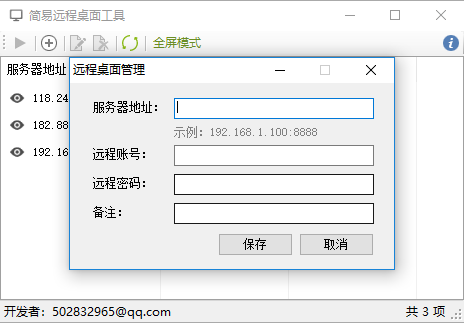 简易远程桌面工具
全屏模式
服务器地址
118.24
182.88
192.16
远程桌面管理
服务器地址：
示例：192.168.1.100:8888
远程账号：
远程密码：
备注：
保存
取消
开发者：502832965@qq.com
共 3 项